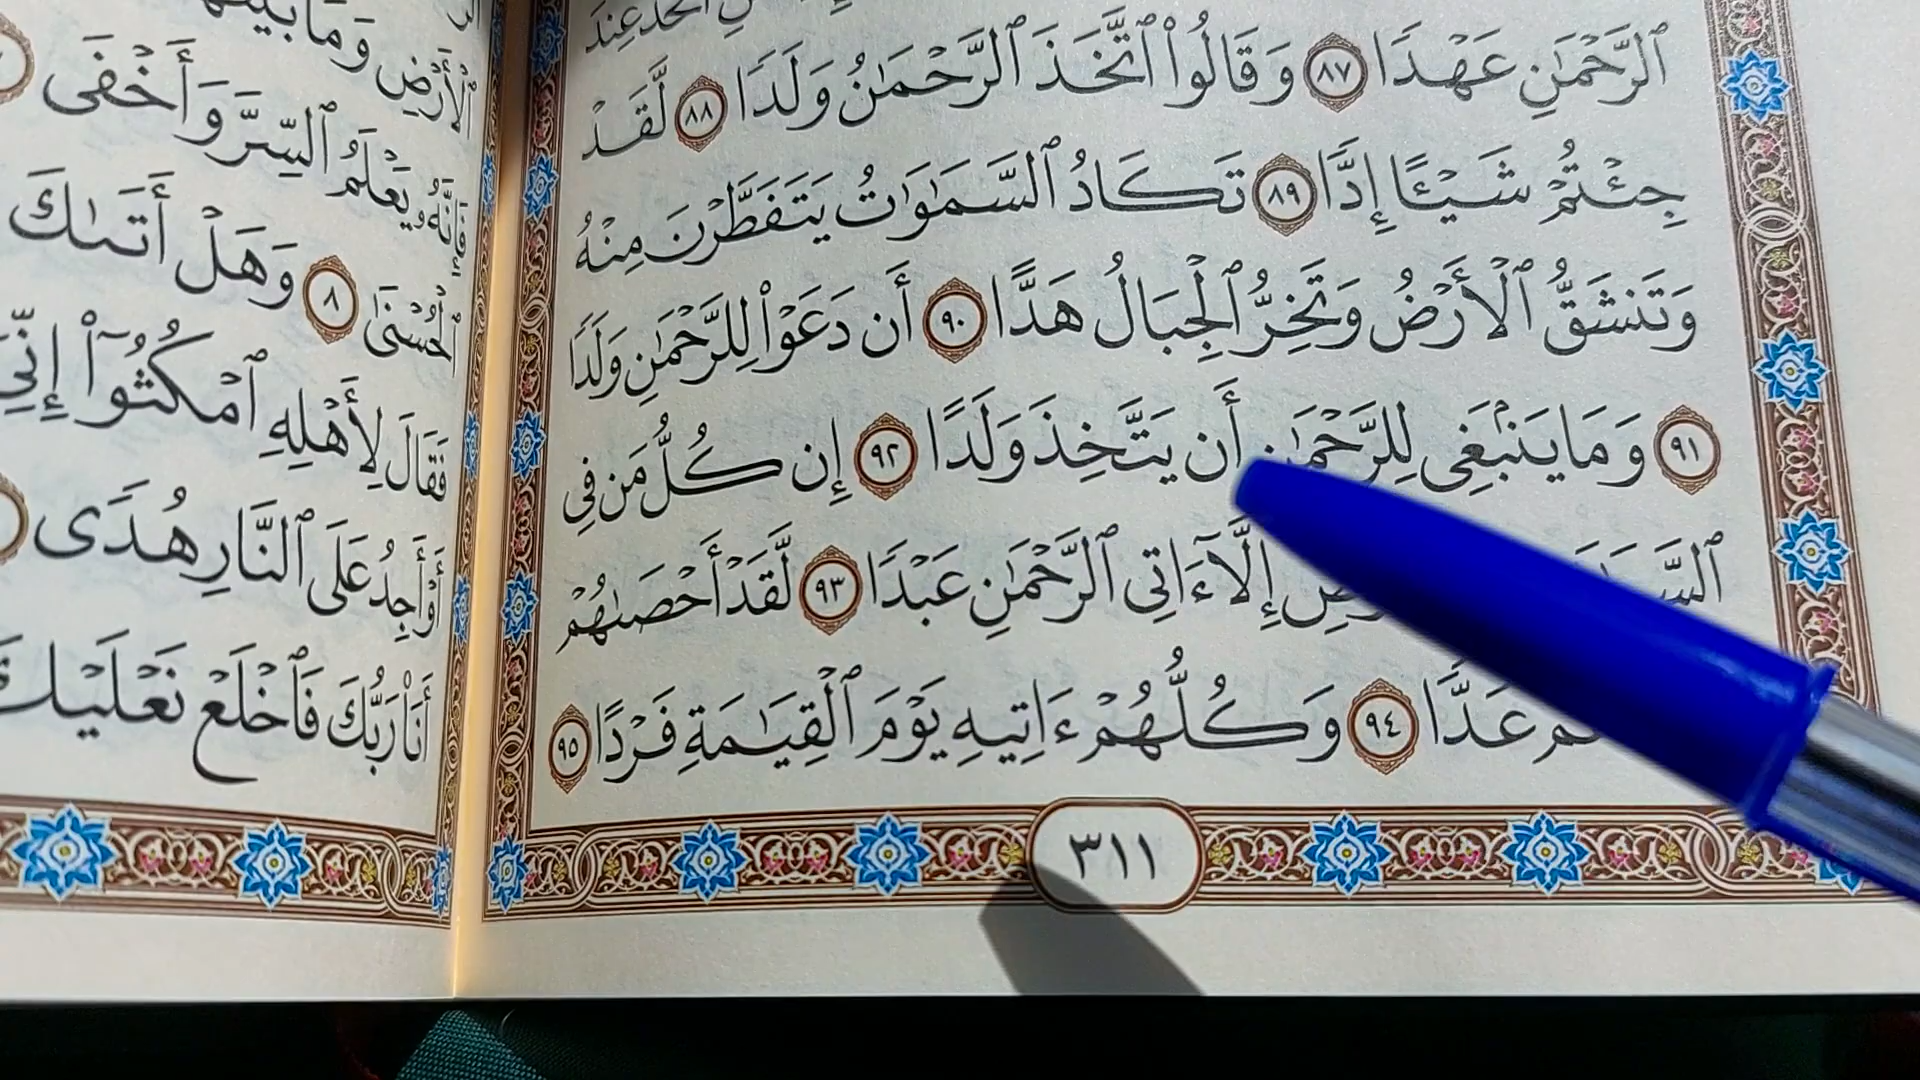 ٱلرَّحْمَٰنِ عَهْدًا ٨٧ وَقَالُوا۟ ٱتَّخَذَ ٱلرَّحْمَٰنُ وَلَدًا ٨٨ لَّقَدْ
جِئْتُمْ شَيْـًٔا إِدًّا ٨٩ تَكَادُ ٱلسَّمَٰوَٰتُ يَتَفَطَّرْنَ مِنْهُ
وَتَنشَقُّ ٱلْأَرْضُ وَتَخِرُّ ٱلْجِبَالُ هَدًّا ٩٠ أَن دَعَوْا۟ لِلرَّحْمَٰنِ وَلَدًا
٩١ وَمَا يَنۢبَغِى لِلرَّحْمَٰنِ أَن يَتَّخِذَ وَلَدًا ٩٢ إِن كُلُّ مَن فِى
إِلَّآ ءَاتِى ٱلرَّحْمَٰنِ عَبْدًا ٩٣ لَّقَدْ أَحْصَىٰهُمْ
عَدًّا ٩٤ وَكُلُّهُمْ ءَاتِيهِ يَوْمَ ٱلْقِيَٰمَةِ فَرْدًا ٩٥
٣١١
ٱلْأَرْضِ وَمَا بَيْنَهُمَا
فَإِنَّهُۥ يَعْلَمُ ٱلسِّرَّ وَأَخْفَى
ٱلْحُسْنَىٰ ٨ وَهَلْ أَتَىٰكَ
فَقَالَ لِأَهْلِهِ ٱمْكُثُوٓا۟ إِنِّىٓ
أَوْ أَجِدُ عَلَى ٱلنَّارِ هُدًى
أَنَا۠ رَبُّكَ فَٱخْلَعْ نَعْلَيْكَ